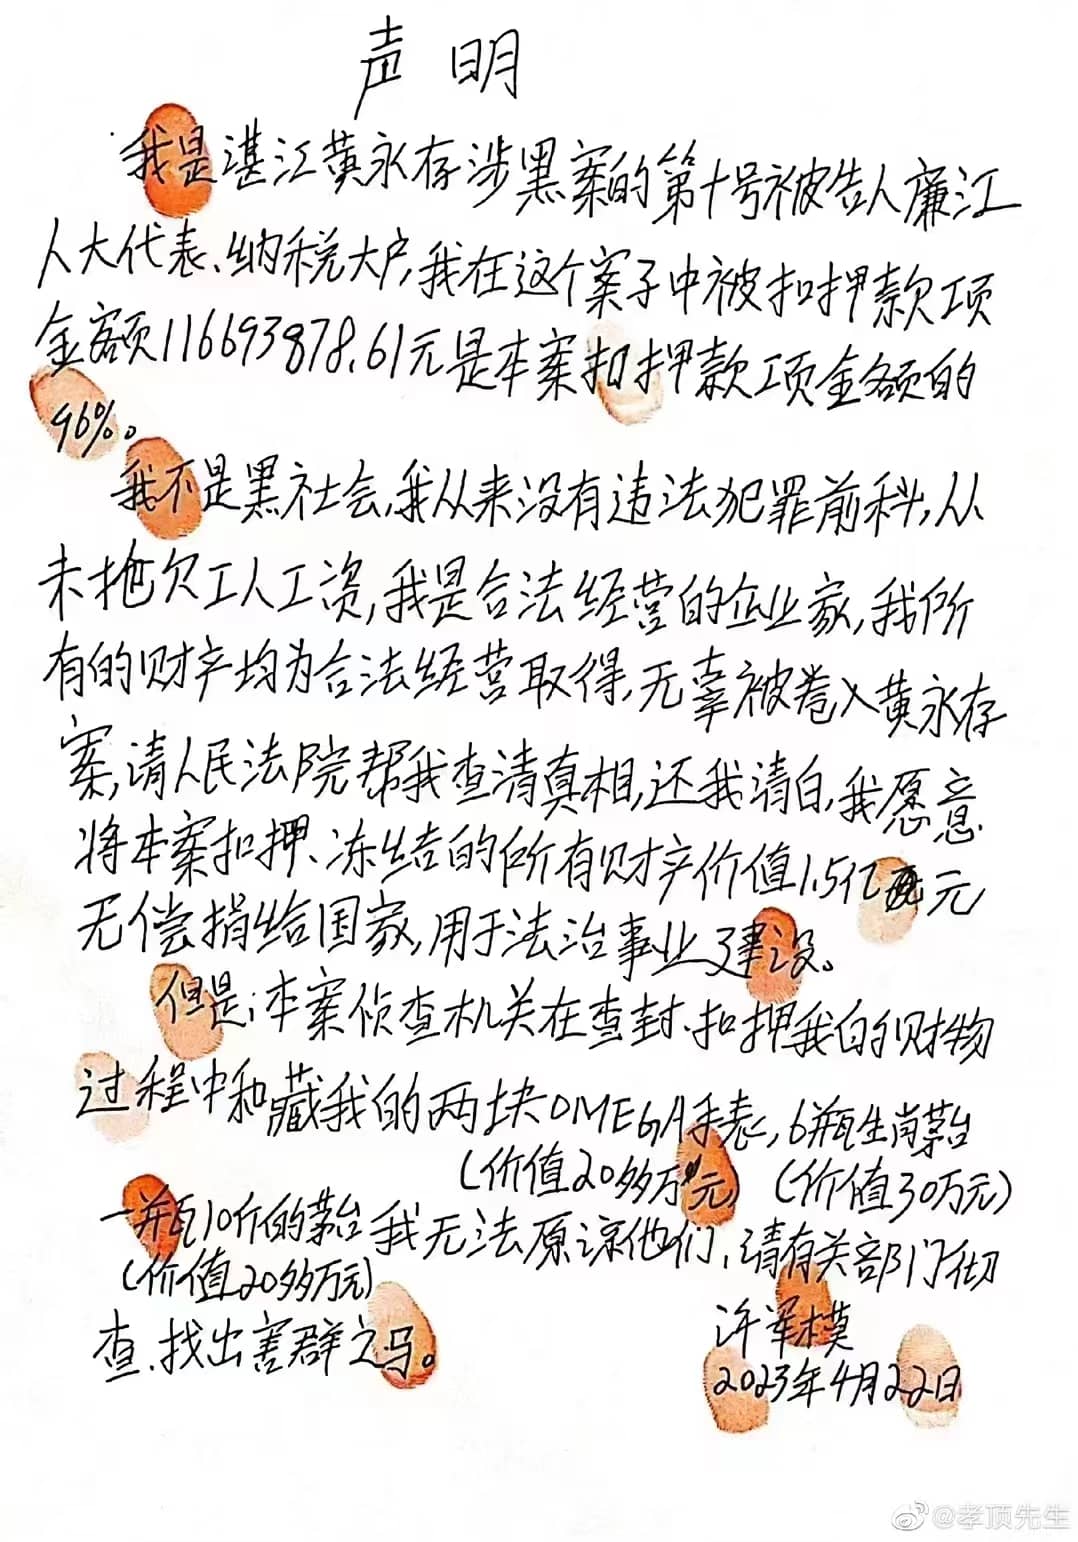 声明
我是湛江黄永存涉黑案的第十号被告人廉江
人大代表、纳税大户,我在这个案子中被扣押款项
金额116693878.61元是本案扣押款项金额的
96%。
我不是黑社会,我从来没有违法犯罪前科,从
未拖欠工人工资,我是合法经营的企业家,我所
有的财产均为合法经营取得,无辜被卷入黄永存
案,请人民法院帮我查清真相,还我清白,我愿意
将本案扣押、冻结的所有财产价值1.5亿元
无偿捐给国家,用于法治事业建设。
但是;本案侦查机关在查封、扣押我的财物
过程中私藏我的两块OMEGA手表,6瓶生肖茅台
(价值20多万元) (价值30万元)
一瓶10斤的茅台我无法原谅他们,请有关部门彻
(价值20多万元)
查、找出害群之马。
许军模
2023年4月22日
@孝顶先生